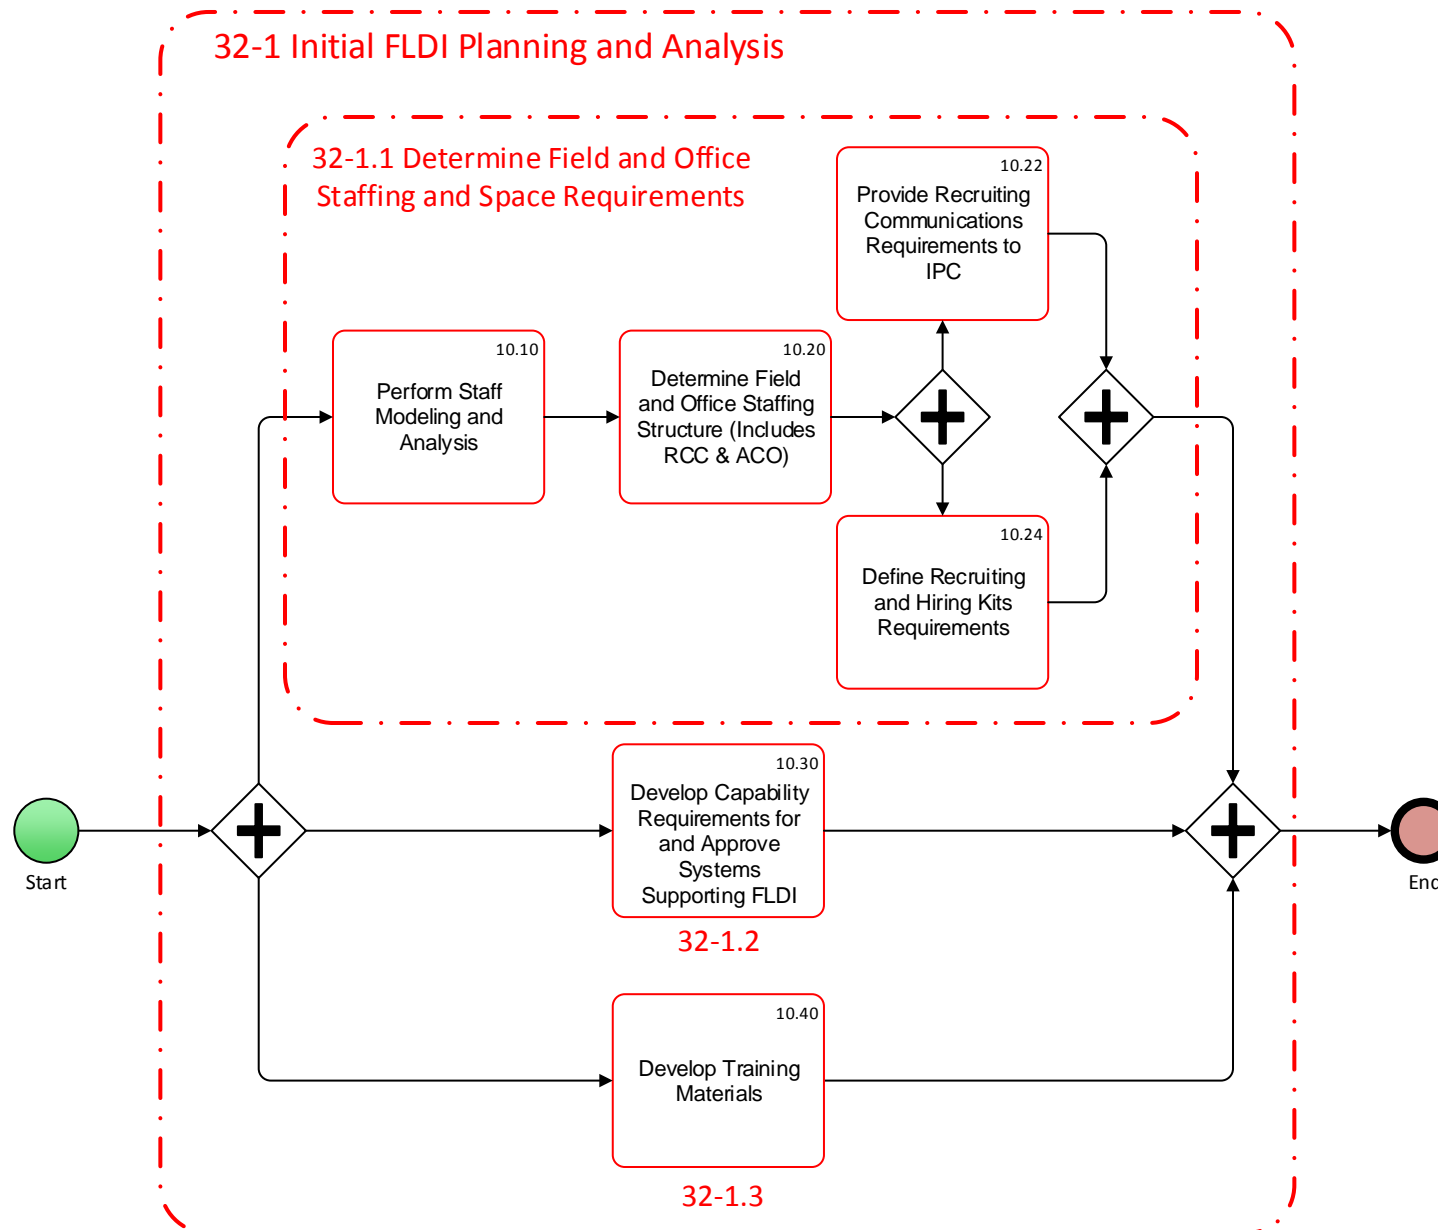 32-1 Initial FLDI Planning and Analysis
32-1.1 Determine Field and Office
Staffing and Space Requirements
10.22
Provide Recruiting
Communications
Requirements to
IPC
10.10
Perform Staff
Modeling and
Analysis
10.20
Determine Field
and Office Staffing
Structure (Includes
RCC & ACO)
10.24
Define Recruiting
and Hiring Kits
Requirements
10.30
Develop Capability
Requirements for
and Approve
Systems
Supporting FLDI
32-1.2
Start
End
10.40
Develop Training
Materials
32-1.3